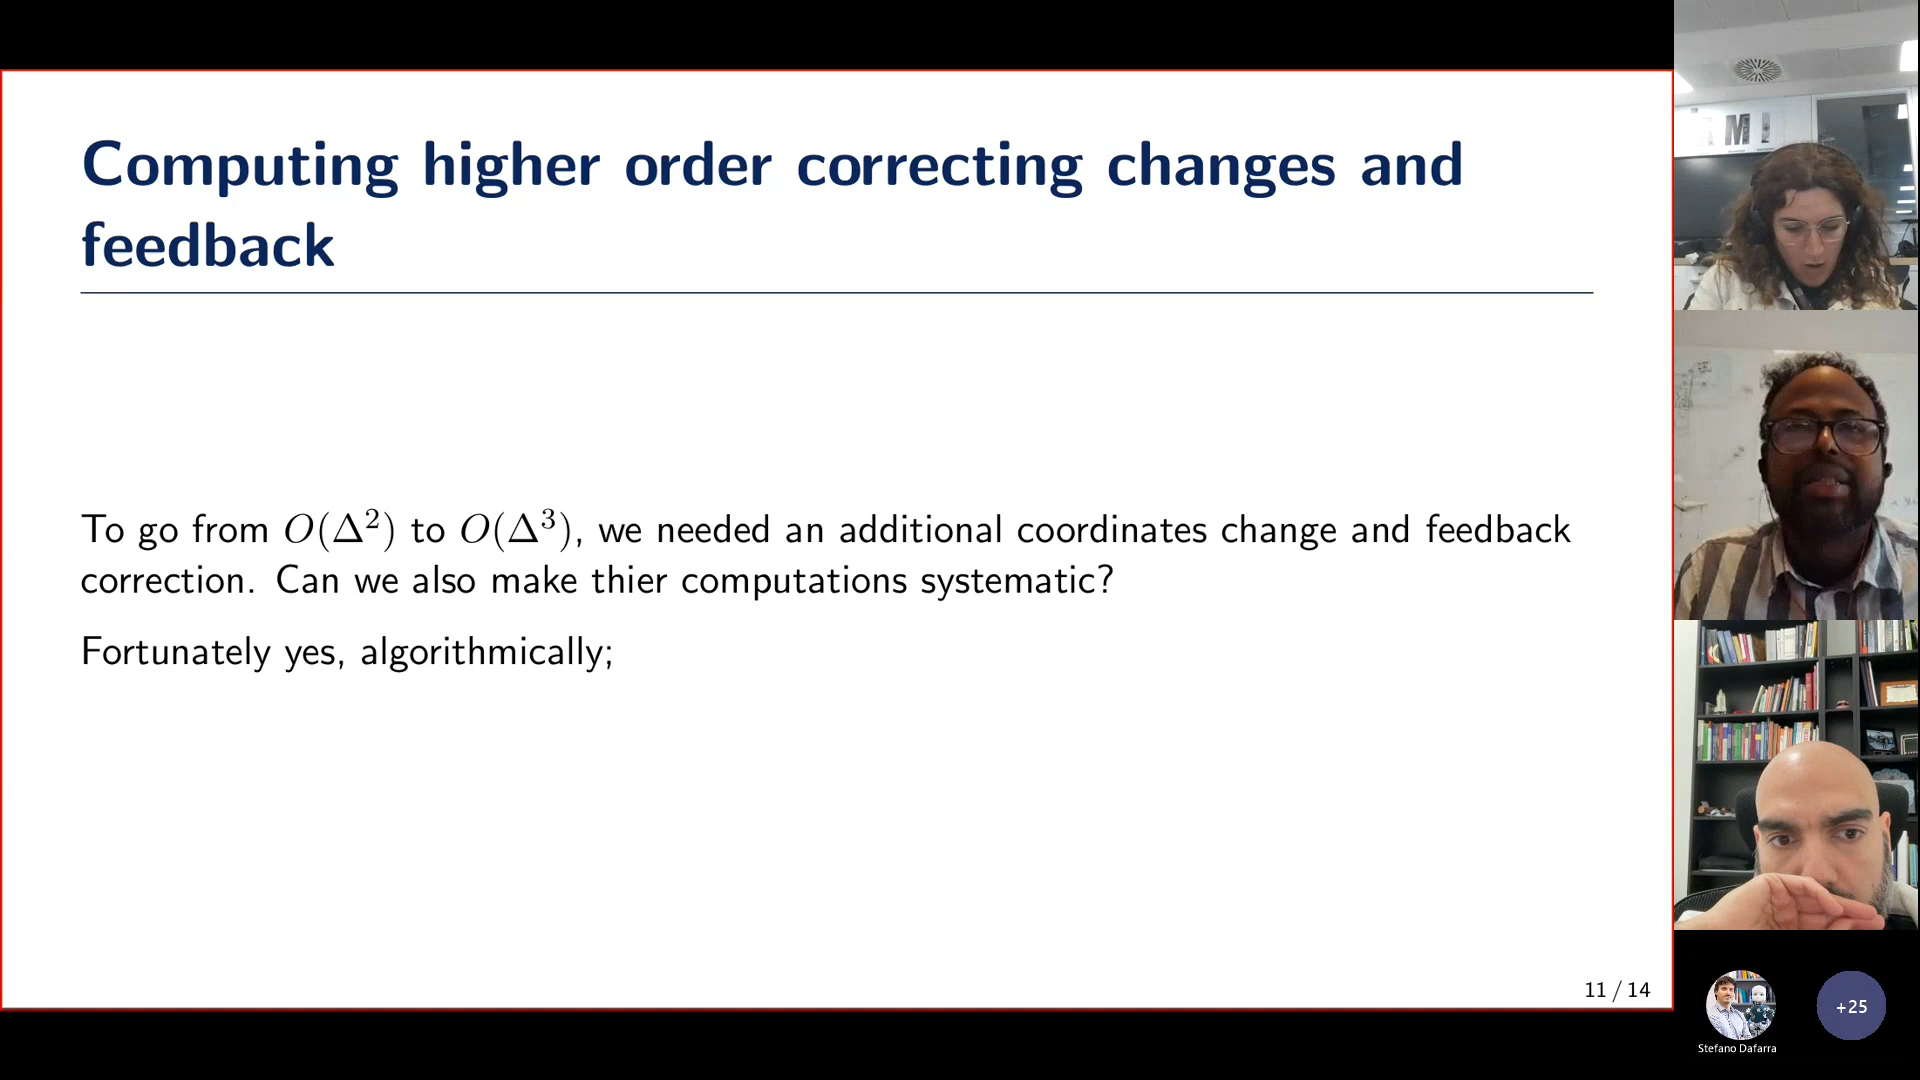 Computing higher order correcting changes and
feedback
To go from O(Δ²) to O(Δ³), we needed an additional coordinates change and feedback
correction. Can we also make thier computations systematic?
Fortunately yes, algorithmically;
11 / 14
M I
Stefano Dafarra
+25